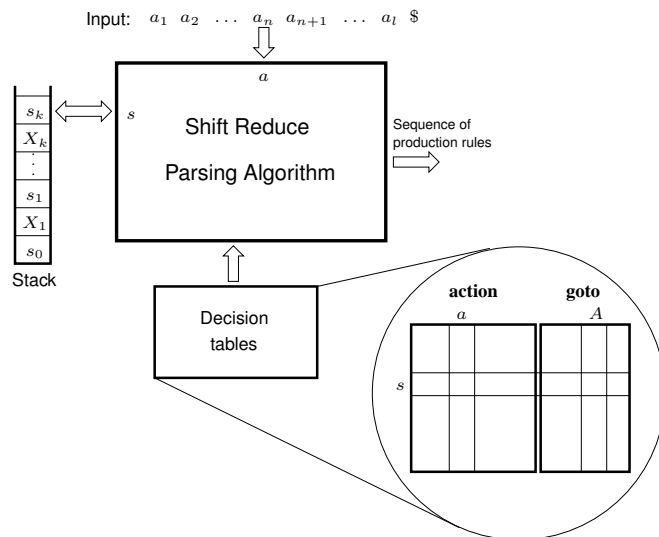 Input: a₁ a₂ … aₙ aₙ₊₁ … aₗ $
a
s
Shift Reduce
Parsing Algorithm
Sequence of
production rules
sₖ
Xₖ
⋮
s₁
X₁
s₀
Stack
Decision
tables
action goto
a A
s